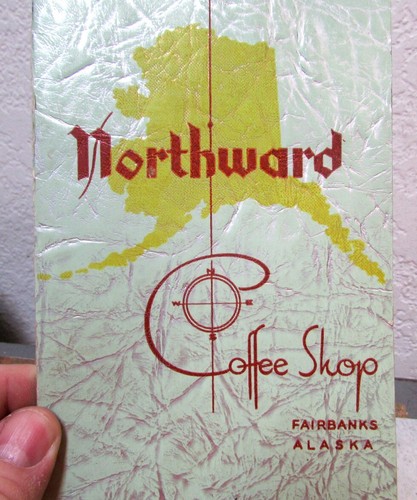 Northward
N
W E
S
Coffee Shop
FAIRBANKS
ALASKA